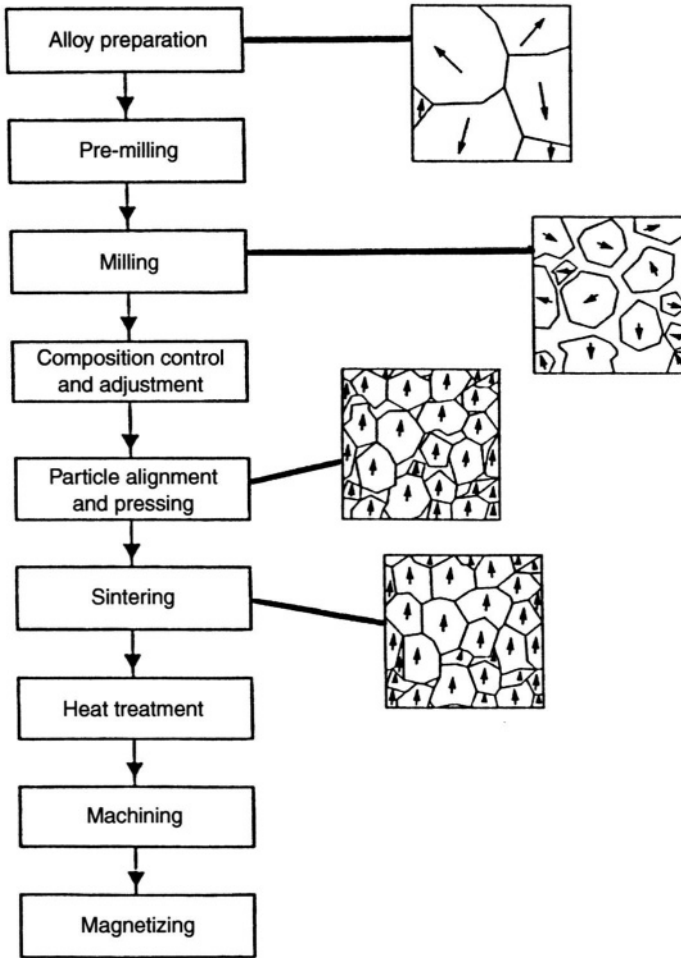 Alloy preparation
Pre-milling
Milling
Composition control
and adjustment
Particle alignment
and pressing
Sintering
Heat treatment
Machining
Magnetizing